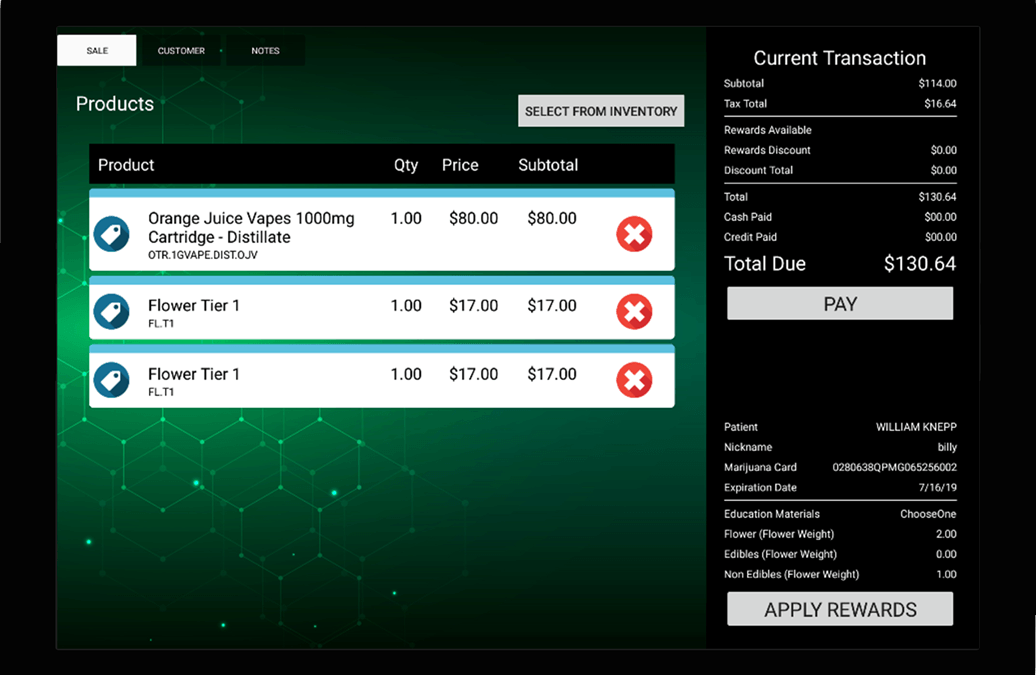 SALE CUSTOMER NOTES
Products
SELECT FROM INVENTORY
Product Qty Price Subtotal
Orange Juice Vapes 1000mg 1.00 $80.00 $80.00
Cartridge - Distillate
OTR.1GVAPE.DIST.OJV
Flower Tier 1 1.00 $17.00 $17.00
FL.T1
Flower Tier 1 1.00 $17.00 $17.00
FL.T1
Current Transaction
Subtotal $114.00
Tax Total $16.64
Rewards Available
Rewards Discount $0.00
Discount Total $0.00
Total $130.64
Cash Paid $00.00
Credit Paid $00.00
Total Due $130.64
PAY
Patient WILLIAM KNEPP
Nickname billy
Marijuana Card 0280638QPMG065256002
Expiration Date 7/16/19
Education Materials ChooseOne
Flower (Flower Weight) 2.00
Edibles (Flower Weight) 0.00
Non Edibles (Flower Weight) 1.00
APPLY REWARDS